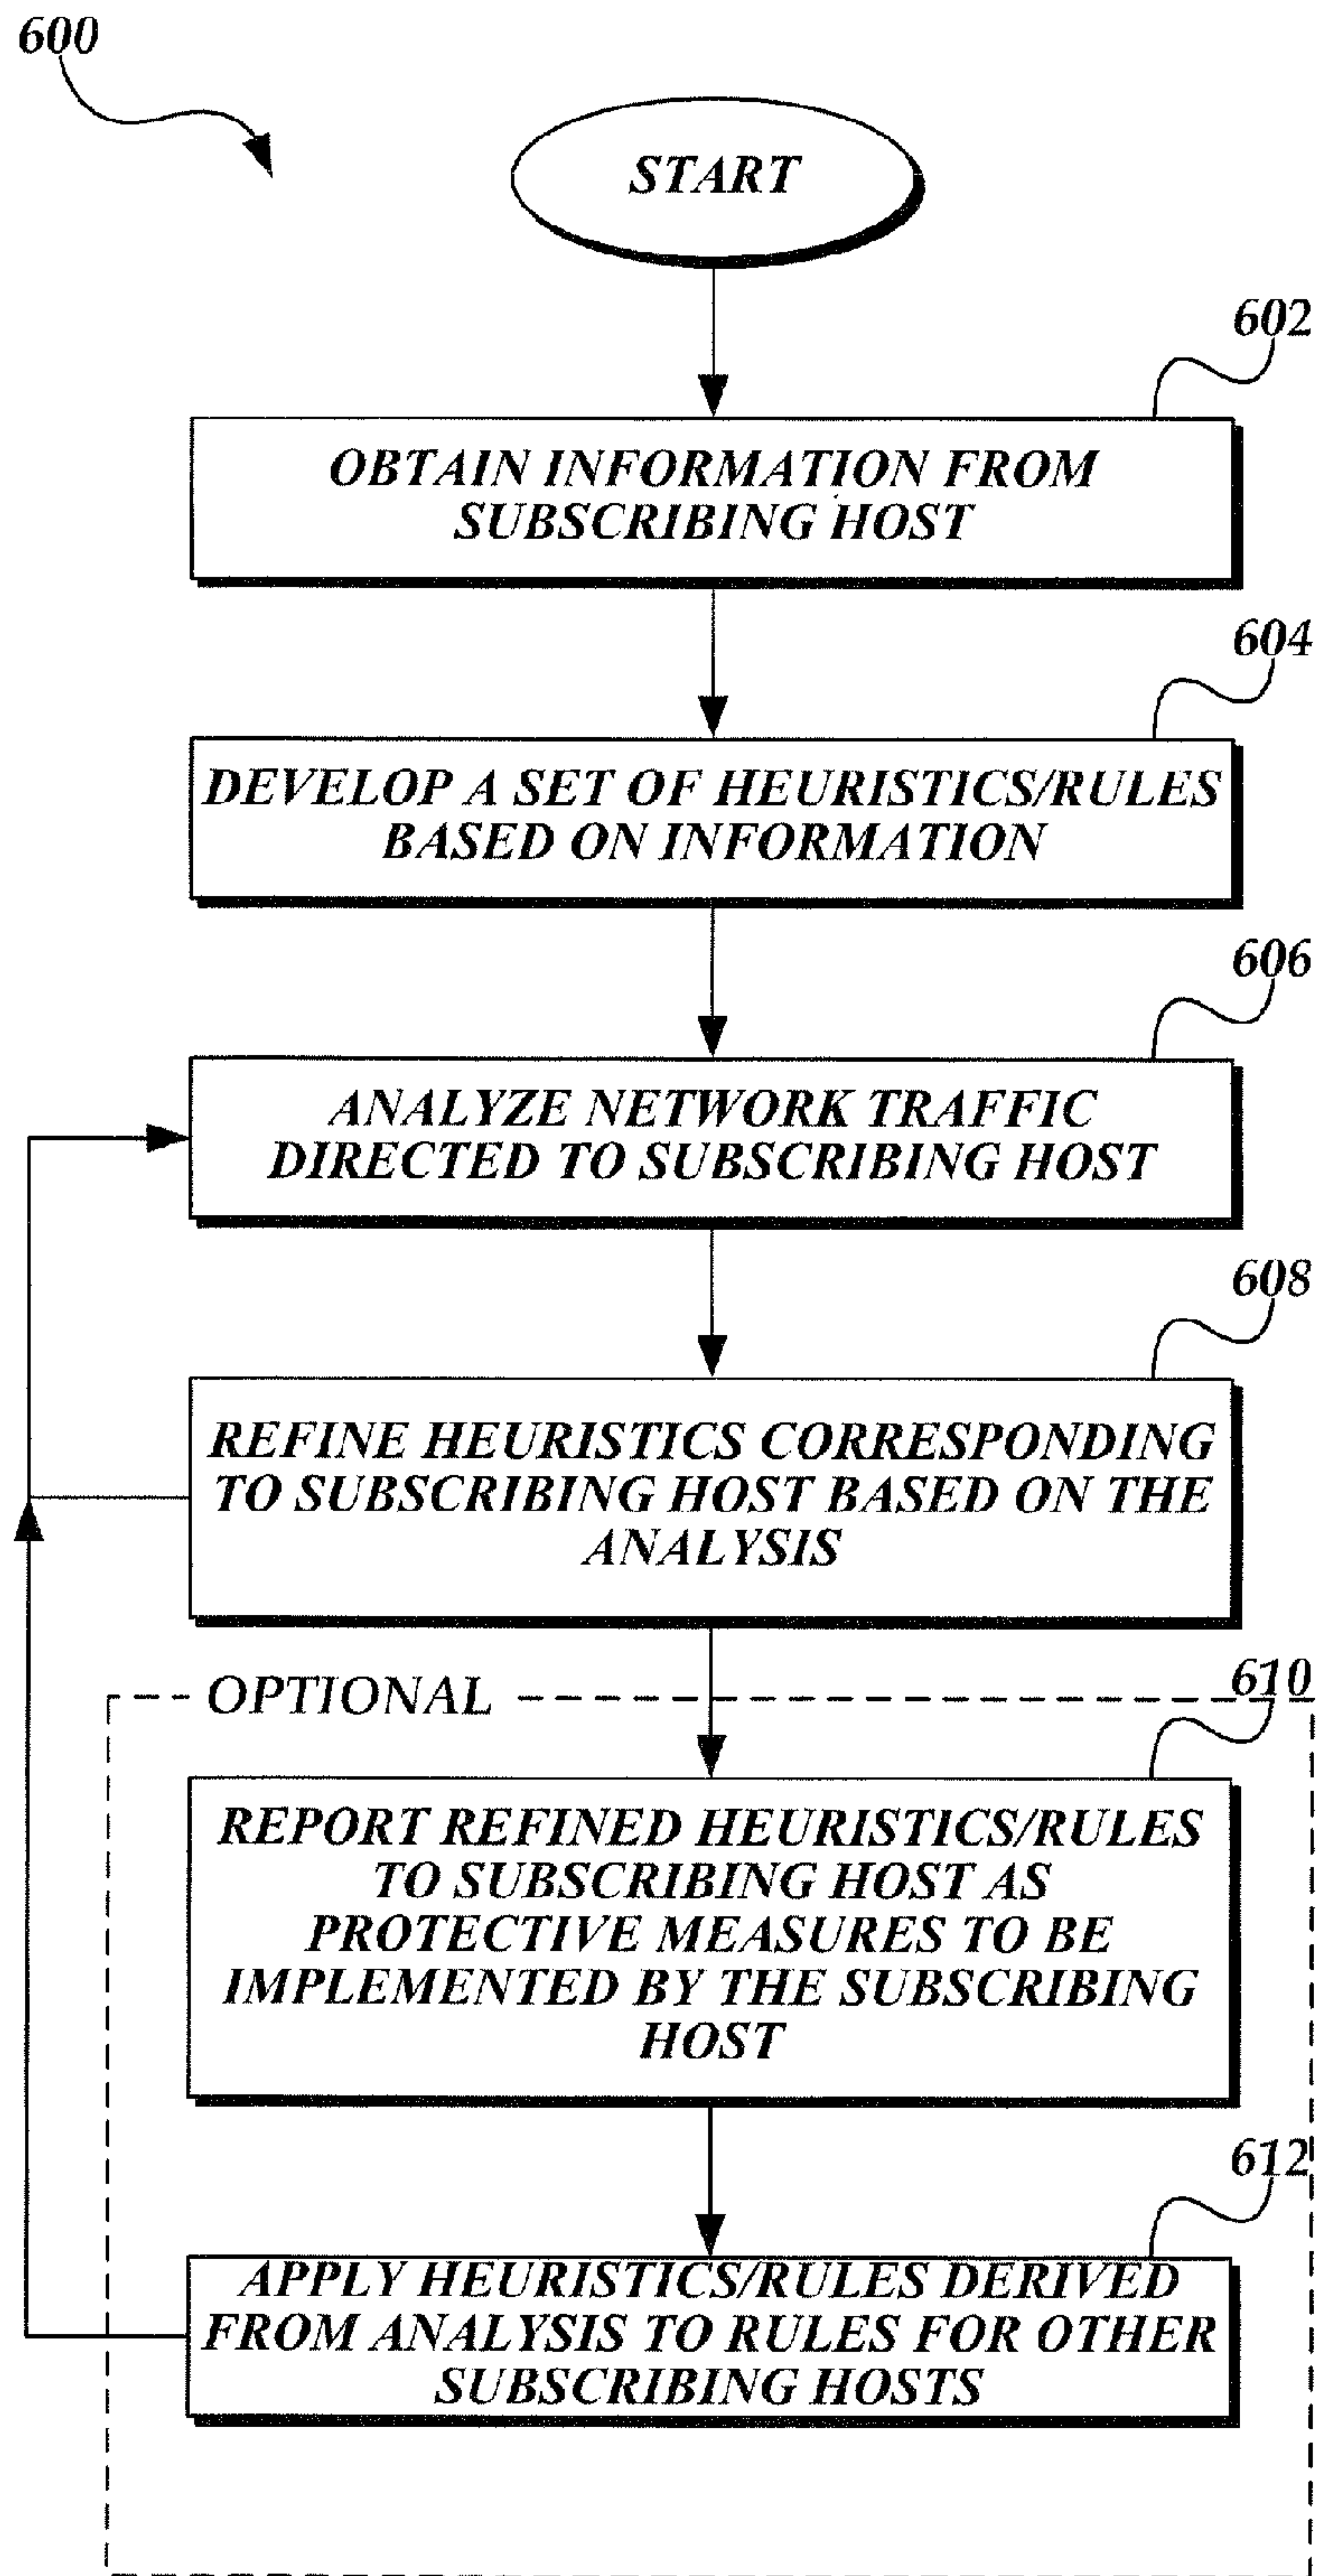 600
START
602
OBTAIN INFORMATION FROM
SUBSCRIBING HOST
604
DEVELOP A SET OF HEURISTICS/RULES
BASED ON INFORMATION
606
ANALYZE NETWORK TRAFFIC
DIRECTED TO SUBSCRIBING HOST
608
REFINE HEURISTICS CORRESPONDING
TO SUBSCRIBING HOST BASED ON THE
ANALYSIS
OPTIONAL
610
REPORT REFINED HEURISTICS/RULES
TO SUBSCRIBING HOST AS
PROTECTIVE MEASURES TO BE
IMPLEMENTED BY THE SUBSCRIBING
HOST
612
APPLY HEURISTICS/RULES DERIVED
FROM ANALYSIS TO RULES FOR OTHER
SUBSCRIBING HOSTS